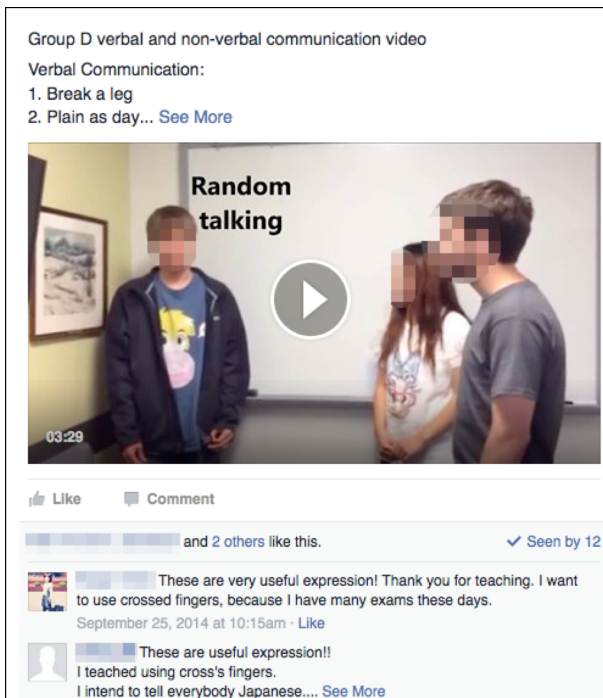 Group D verbal and non-verbal communication video
Verbal Communication:
1. Break a leg
2. Plain as day... See More
Random
talking
03:29
Like Comment
and 2 others like this. Seen by 12
These are very useful expression! Thank you for teaching. I want
to use crossed fingers, because I have many exams these days.
September 25, 2014 at 10:15am · Like
These are useful expression!!
I teached using cross's fingers.
I intend to tell everybody Japanese.... See More